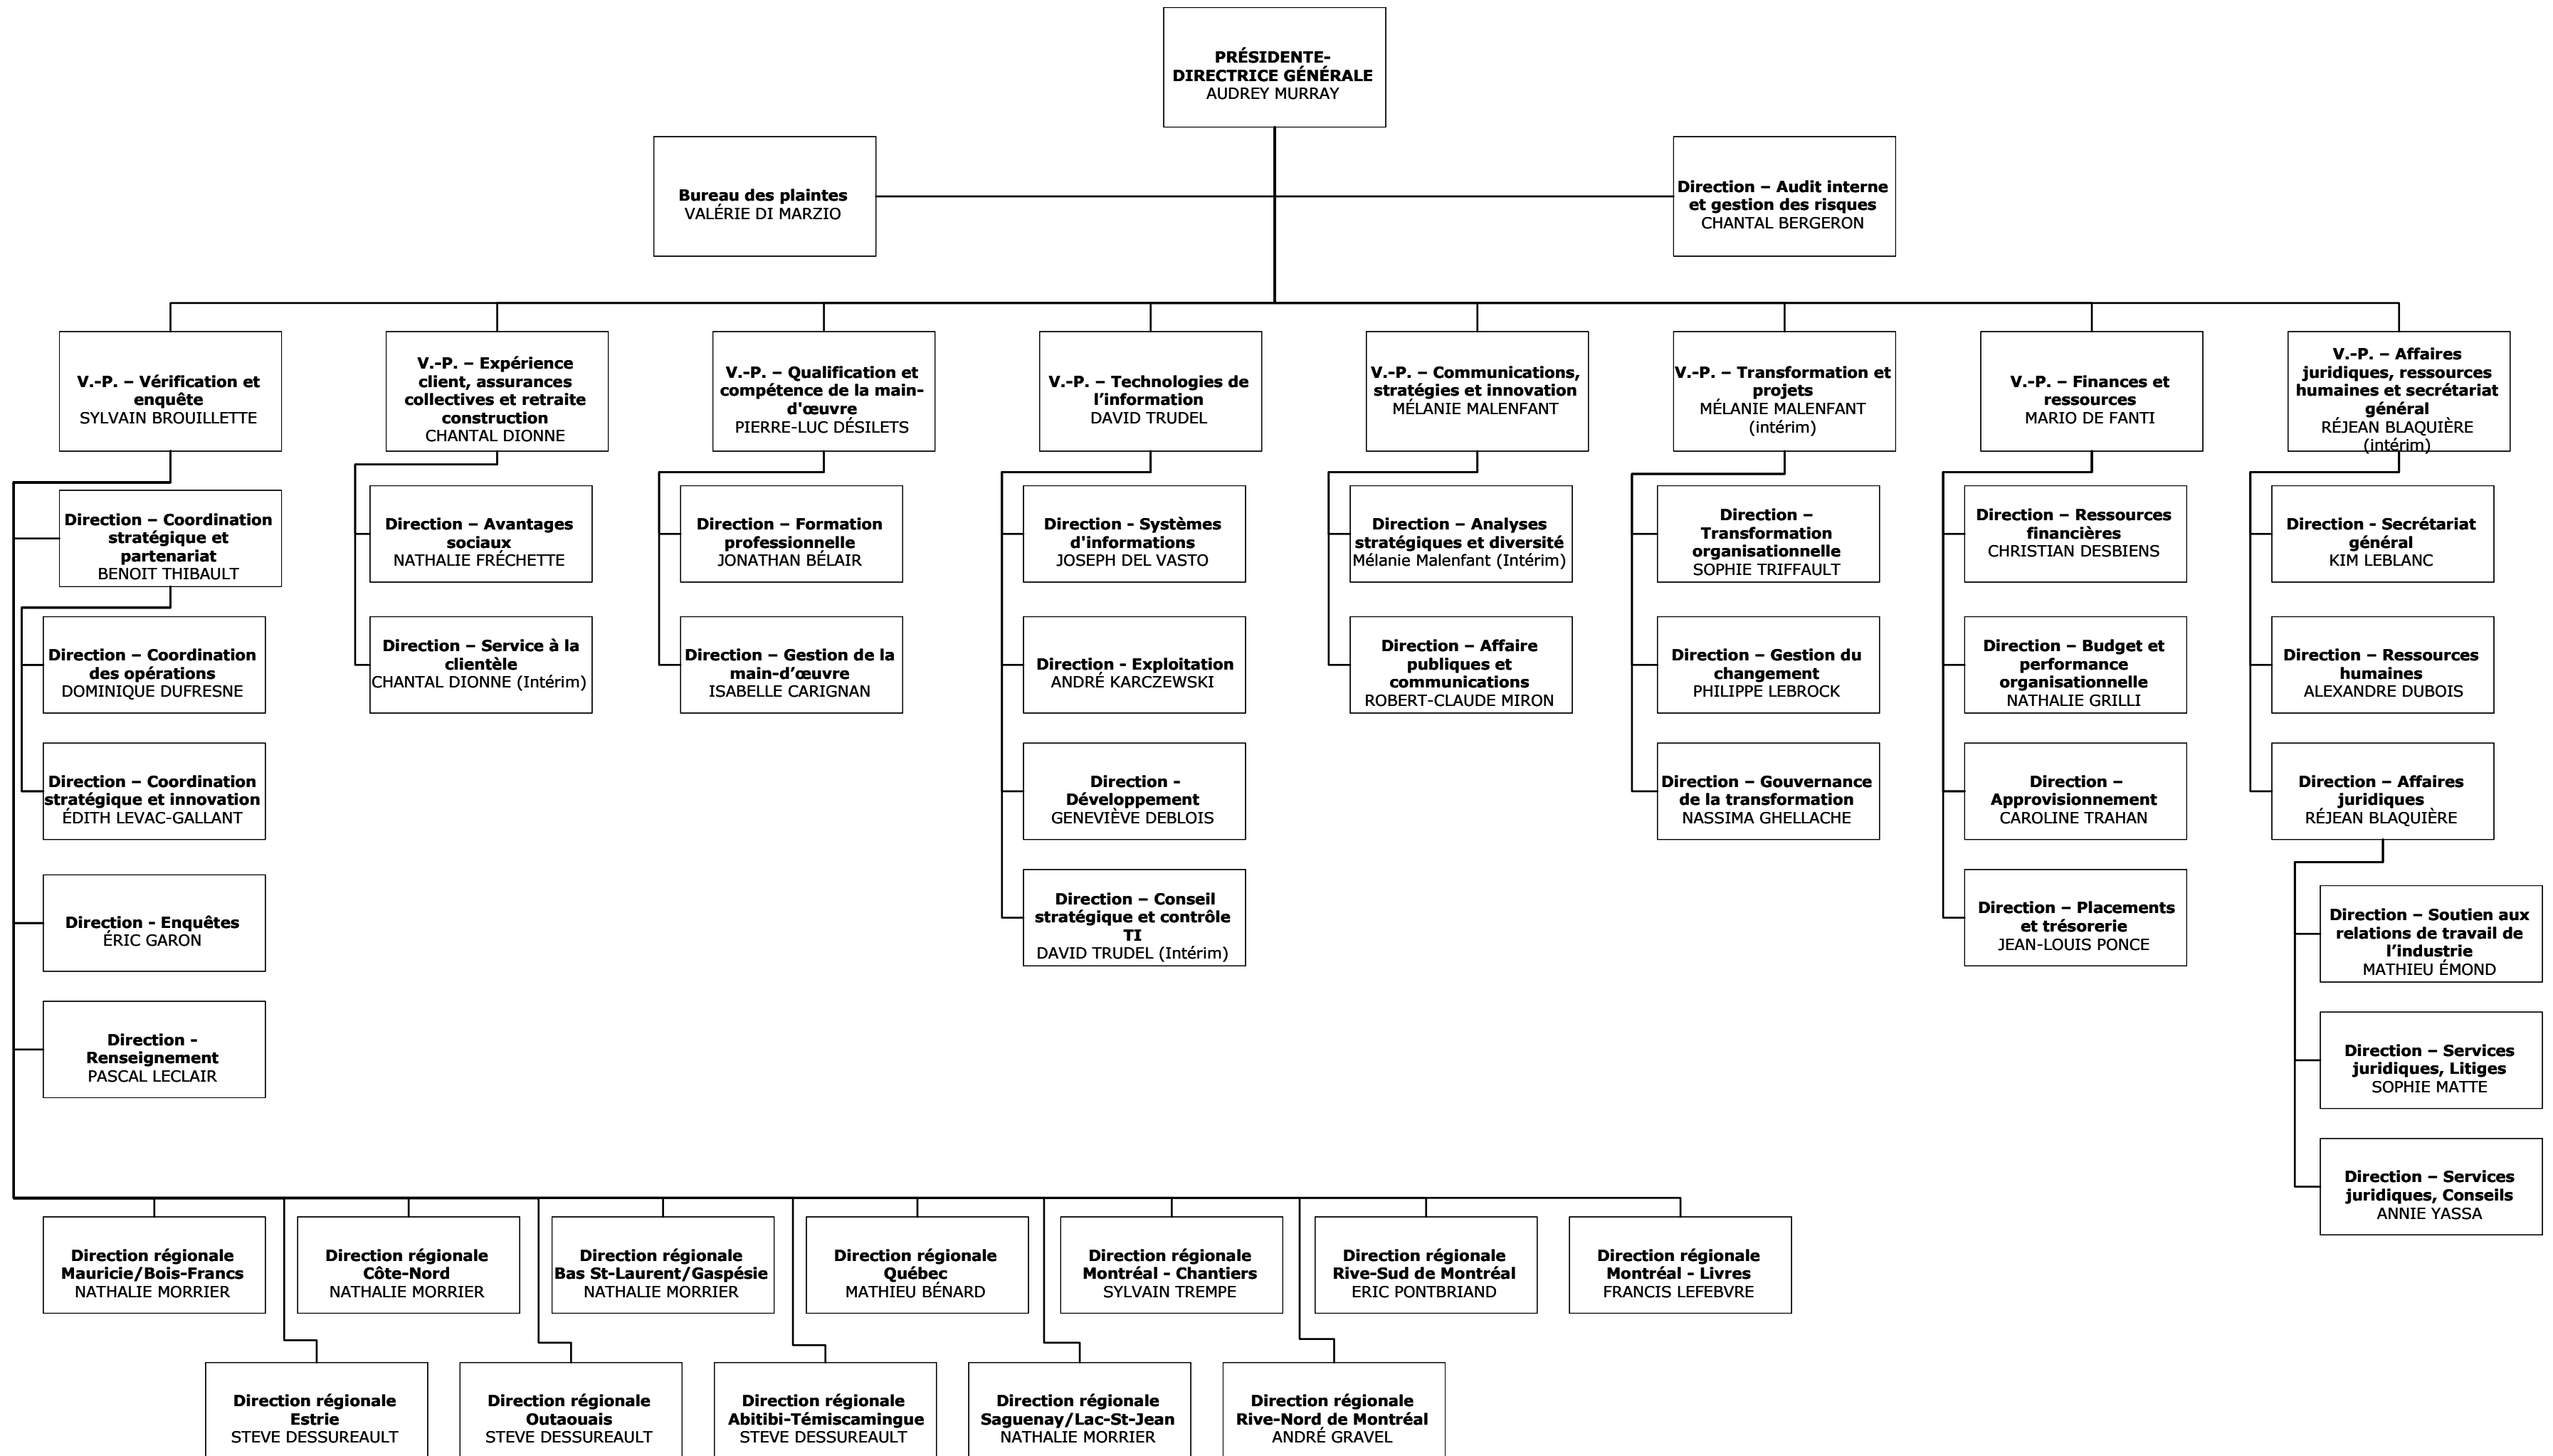 PRÉSIDENTE-
DIRECTRICE GÉNÉRALE
AUDREY MURRAY
Bureau des plaintes
VALÉRIE DI MARZIO
Direction – Audit interne
et gestion des risques
CHANTAL BERGERON
V.-P. – Vérification et
enquête
SYLVAIN BROUILLETTE
V.-P. – Expérience
client, assurances
collectives et retraite
construction
CHANTAL DIONNE
V.-P. – Qualification et
compétence de la main-
d'œuvre
PIERRE-LUC DÉSILETS
V.-P. – Technologies de
l’information
DAVID TRUDEL
V.-P. – Communications,
stratégies et innovation
MÉLANIE MALENFANT
V.-P. – Transformation et
projets
MÉLANIE MALENFANT
(intérim)
V.-P. – Finances et
ressources
MARIO DE FANTI
V.-P. – Affaires
juridiques, ressources
humaines et secrétariat
général
RÉJEAN BLAQUIÈRE
(intérim)
Direction – Coordination
stratégique et
partenariat
BENOIT THIBAULT
Direction – Coordination
des opérations
DOMINIQUE DUFRESNE
Direction – Coordination
stratégique et innovation
ÉDITH LEVAC-GALLANT
Direction - Enquêtes
ÉRIC GARON
Direction -
Renseignement
PASCAL LECLAIR
Direction – Avantages
sociaux
NATHALIE FRÉCHETTE
Direction – Service à la
clientèle
CHANTAL DIONNE (Intérim)
Direction – Formation
professionnelle
JONATHAN BÉLAIR
Direction – Gestion de la
main-d’œuvre
ISABELLE CARIGNAN
Direction - Systèmes
d'informations
JOSEPH DEL VASTO
Direction - Exploitation
ANDRÉ KARCZEWSKI
Direction -
Développement
GENEVIÈVE DEBLOIS
Direction – Conseil
stratégique et contrôle
TI
DAVID TRUDEL (Intérim)
Direction – Analyses
stratégiques et diversité
Mélanie Malenfant (Intérim)
Direction – Affaire
publiques et
communications
ROBERT-CLAUDE MIRON
Direction –
Transformation
organisationnelle
SOPHIE TRIFFAULT
Direction – Gestion du
changement
PHILIPPE LEBROCK
Direction – Gouvernance
de la transformation
NASSIMA GHELLACHE
Direction – Ressources
financières
CHRISTIAN DESBIENS
Direction – Budget et
performance
organisationnelle
NATHALIE GRILLI
Direction –
Approvisionnement
CAROLINE TRAHAN
Direction – Placements
et trésorerie
JEAN-LOUIS PONCE
Direction - Secrétariat
général
KIM LEBLANC
Direction – Ressources
humaines
ALEXANDRE DUBOIS
Direction – Affaires
juridiques
RÉJEAN BLAQUIÈRE
Direction – Soutien aux
relations de travail de
l’industrie
MATHIEU ÉMOND
Direction – Services
juridiques, Litiges
SOPHIE MATTE
Direction – Services
juridiques, Conseils
ANNIE YASSA
Direction régionale
Mauricie/Bois-Francs
NATHALIE MORRIER
Direction régionale
Côte-Nord
NATHALIE MORRIER
Direction régionale
Bas St-Laurent/Gaspésie
NATHALIE MORRIER
Direction régionale
Québec
MATHIEU BÉNARD
Direction régionale
Montréal - Chantiers
SYLVAIN TREMPE
Direction régionale
Rive-Sud de Montréal
ERIC PONTBRIAND
Direction régionale
Montréal - Livres
FRANCIS LEFEBVRE
Direction régionale
Estrie
STEVE DESSUREAULT
Direction régionale
Outaouais
STEVE DESSUREAULT
Direction régionale
Abitibi-Témiscamingue
STEVE DESSUREAULT
Direction régionale
Saguenay/Lac-St-Jean
NATHALIE MORRIER
Direction régionale
Rive-Nord de Montréal
ANDRÉ GRAVEL